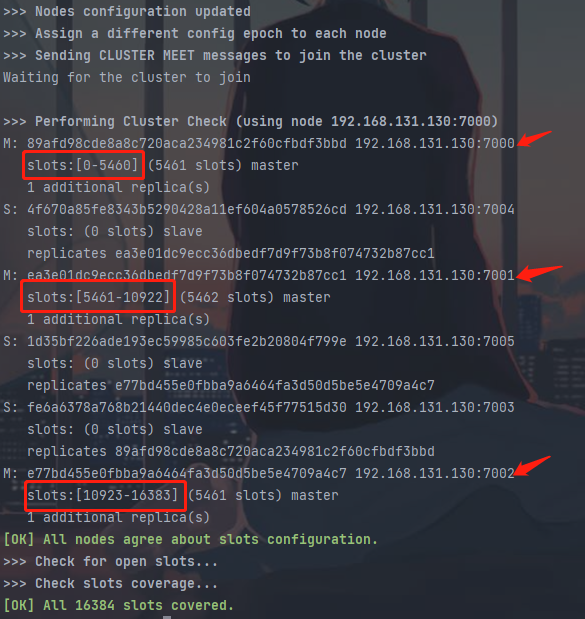 >>> Nodes configuration updated
>>> Assign a different config epoch to each node
>>> Sending CLUSTER MEET messages to join the cluster
Waiting for the cluster to join
>>> Performing Cluster Check (using node 192.168.131.130:7000)
M: 89afd98cde8a8c720aca234981c2f60cfbdf3bbd 192.168.131.130:7000
slots:[0-5460] (5461 slots) master
1 additional replica(s)
S: 4f670a85fe8343b5290428a11ef604a0578526cd 192.168.131.130:7004
slots: (0 slots) slave
replicates ea3e01dc9ecc36dbedf7d9f73b8f074732b87cc1
M: ea3e01dc9ecc36dbedf7d9f73b8f074732b87cc1 192.168.131.130:7001
slots:[5461-10922] (5462 slots) master
1 additional replica(s)
S: 1d35bf226ade193ec59985c603fe2b20804f799e 192.168.131.130:7005
slots: (0 slots) slave
replicates e77bd455e0fbba9a6464fa3d50d5be5e4709a4c7
S: fe6a6378a768b21440dec4e0eceef45f77515d30 192.168.131.130:7003
slots: (0 slots) slave
replicates 89afd98cde8a8c720aca234981c2f60cfbdf3bbd
M: e77bd455e0fbba9a6464fa3d50d5be5e4709a4c7 192.168.131.130:7002
slots:[10923-16383] (5461 slots) master
1 additional replica(s)
[OK] All nodes agree about slots configuration.
>>> Check for open slots...
>>> Check slots coverage...
[OK] All 16384 slots covered.